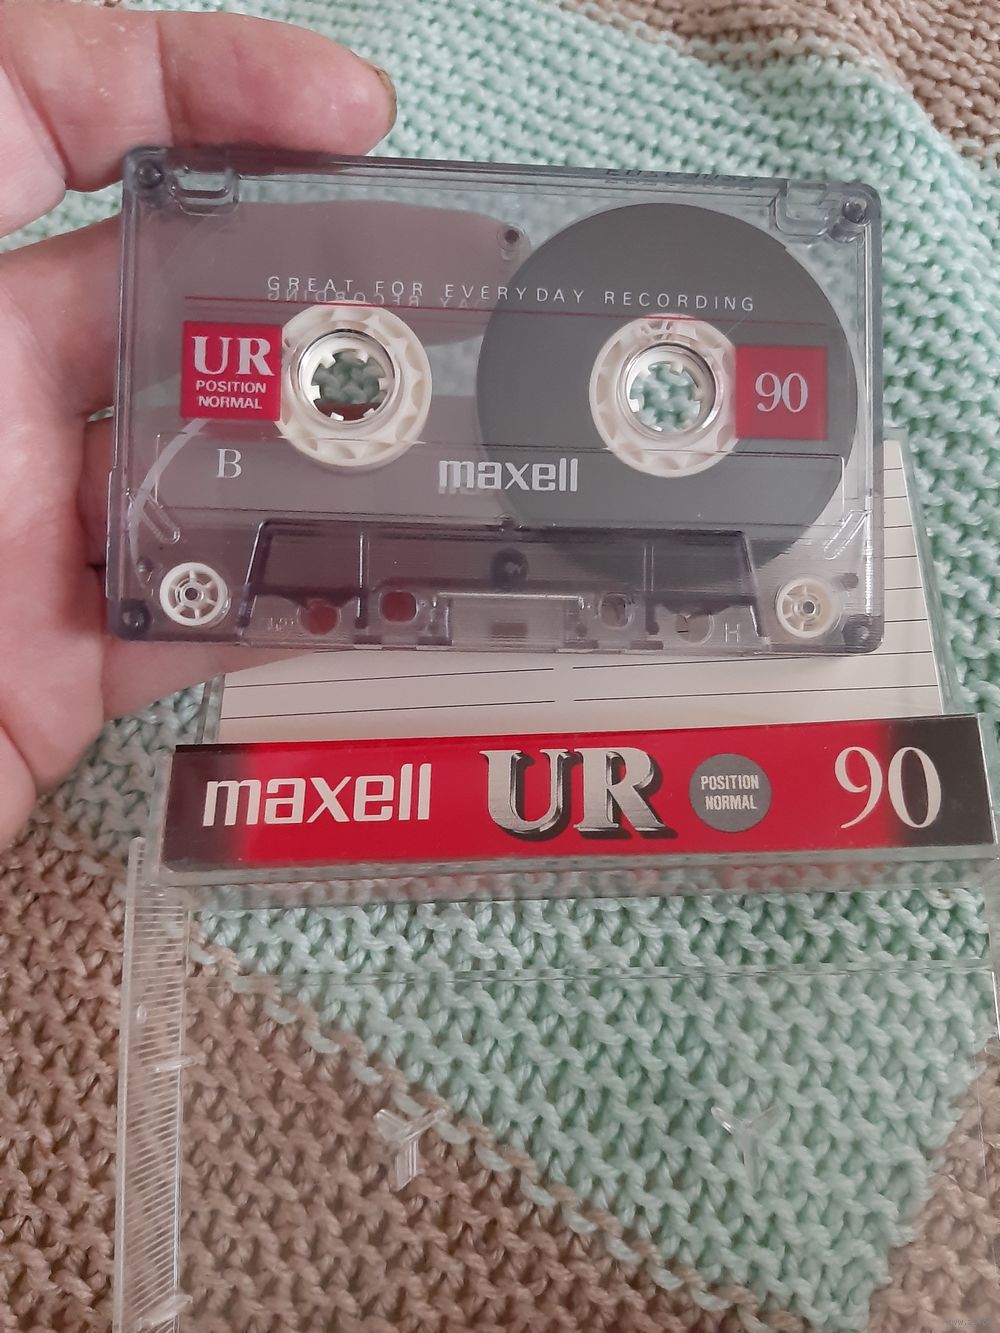 GREAT FOR EVERYDAY RECORDING
UR
POSITION
NORMAL
90
B
maxell
H
maxell UR POSITION NORMAL 90